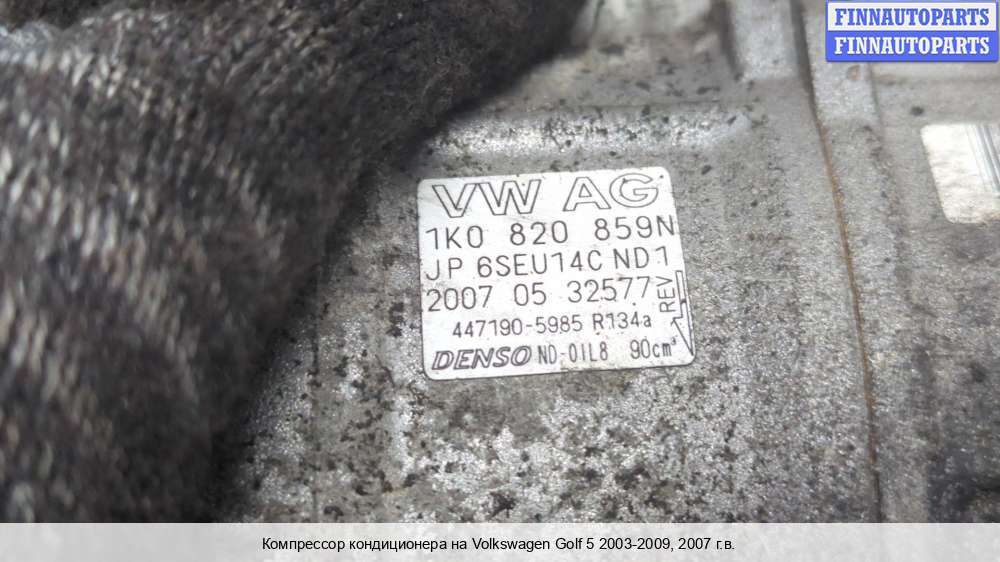 FINNAUTOPARTS
FINNAUTOPARTS
VW AG
1K0 820 859N
JP 6SEU14C ND1
2007 05 32577
REV
447190-5985 R134a
DENSO ND-OIL8 90cm³
Компрессор кондиционера на Volkswagen Golf 5 2003-2009, 2007 г.в.